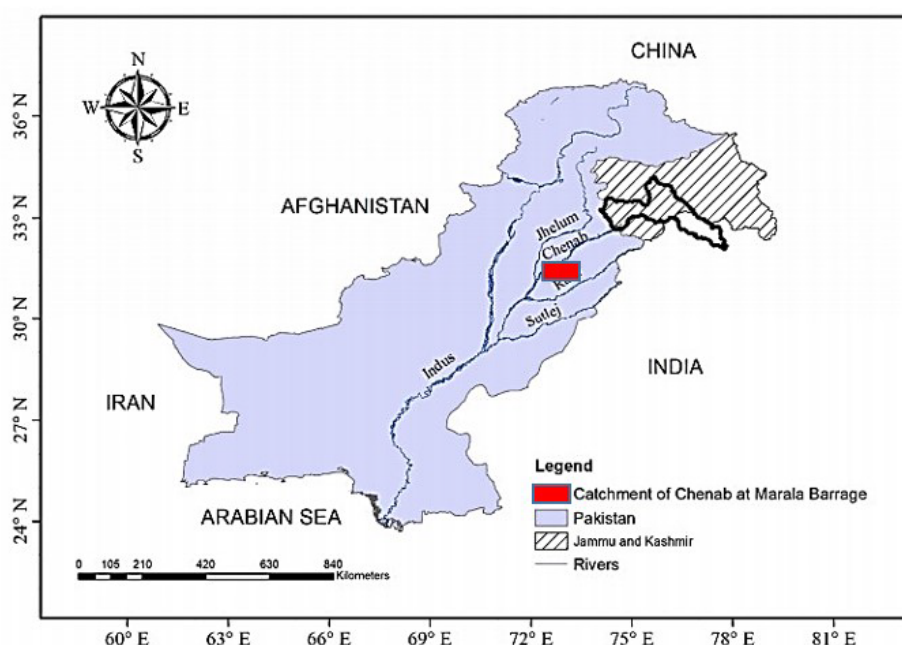 CHINA
N
W E
S
36° N
AFGHANISTAN
33° N
Jhelum
Chenab
30° N
Sutlej
Indus
INDIA
IRAN
27° N
Legend
Catchment of Chenab at Marala Barrage
ARABIAN SEA
24° N
Pakistan
Jammu and Kashmir
Rivers
0 105 210 420 630 840
Kilometers
60° E 63° E 66° E 69° E 72° E 75° E 78° E 81° E